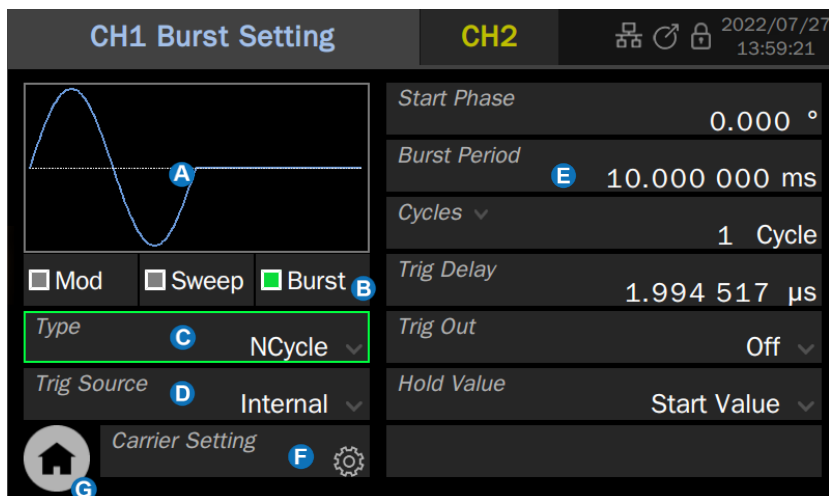 CH1 Burst Setting
CH2
2022/07/27
13:59:21
A
Mod
Sweep
Burst
B
Type
C
NCycle
Trig Source
D
Internal
Carrier Setting
F
G
Start Phase
0.000 °
Burst Period
E
10.000 000 ms
Cycles
1 Cycle
Trig Delay
1.994 517 µs
Trig Out
Off
Hold Value
Start Value